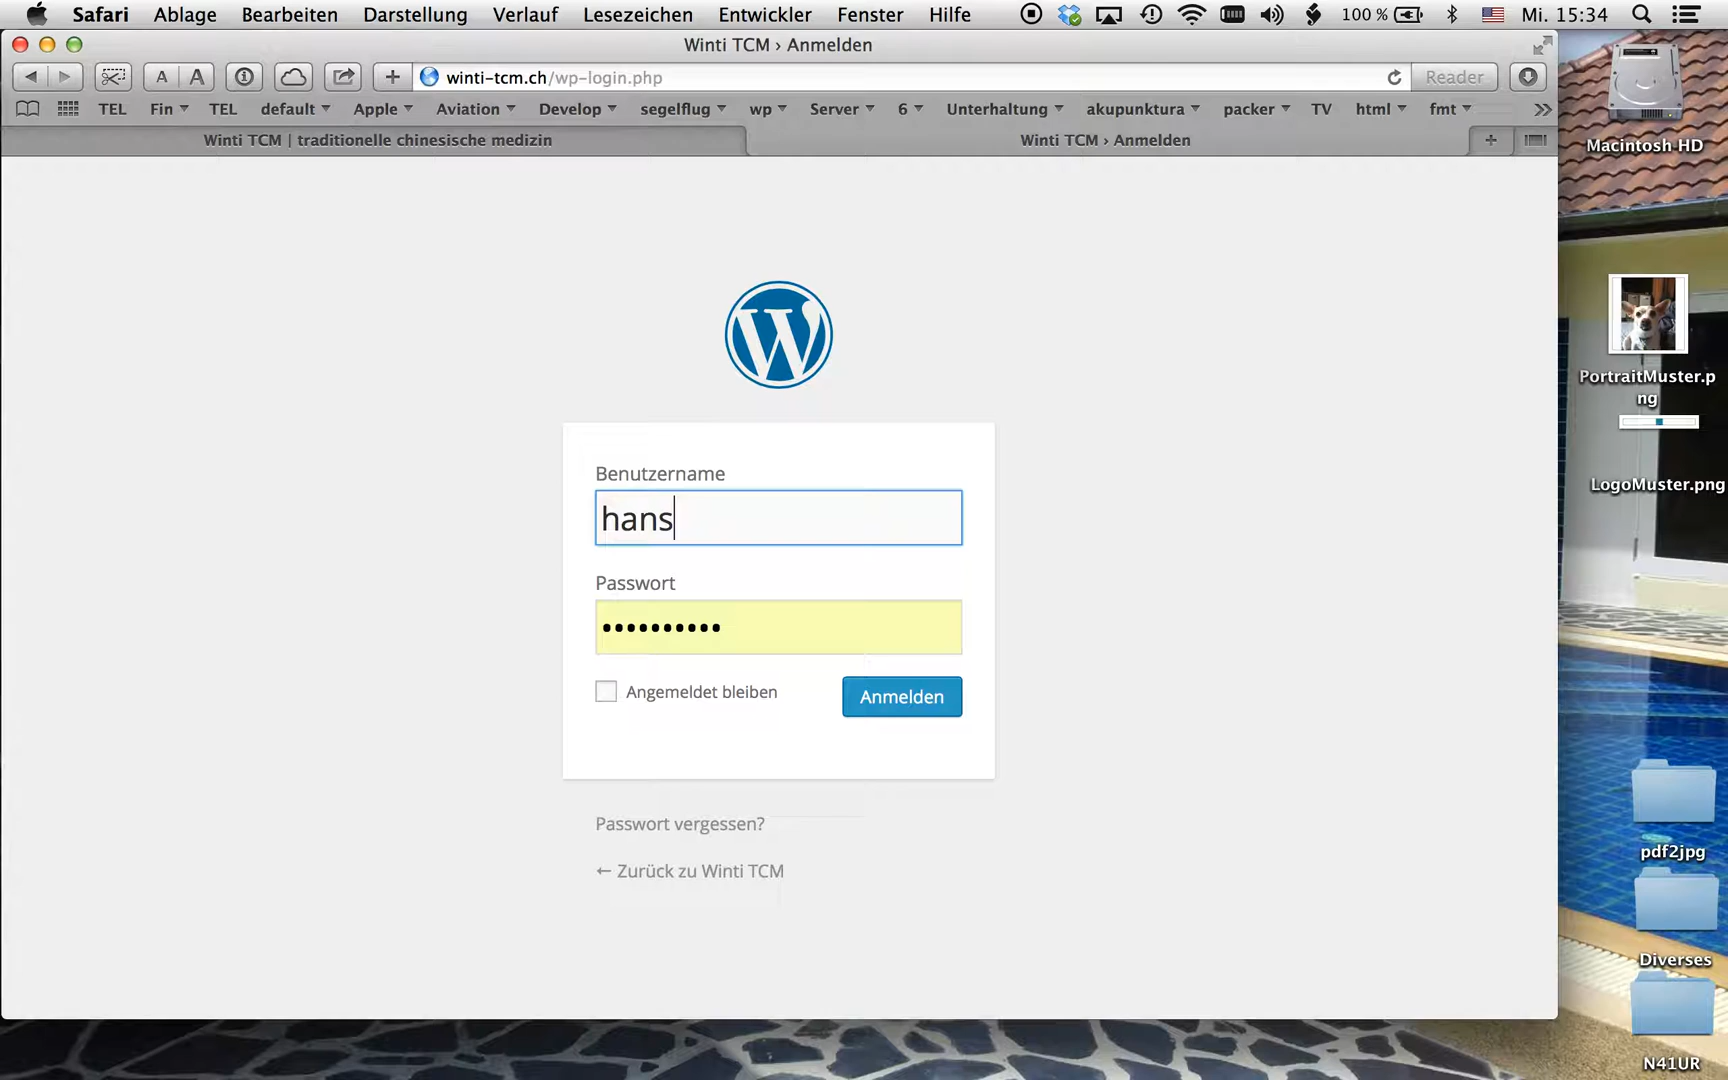 Safari Ablage Bearbeiten Darstellung Verlauf Lesezeichen Entwickler Fenster Hilfe 100 % Mi. 15:34
Winti TCM › Anmelden
A A winti-tcm.ch/wp-login.php Reader
TEL Fin TEL default Apple Aviation Develop segelflug wp Server 6 Unterhaltung akupunktura packer TV html fmt
Winti TCM | traditionelle chinesische medizin Winti TCM › Anmelden
Macintosh HD
Benutzername
hans
Passwort
Angemeldet bleiben Anmelden
Passwort vergessen?
← Zurück zu Winti TCM
PortraitMuster.p
ng
LogoMuster.png
pdf2jpg
Diverses
N41UR